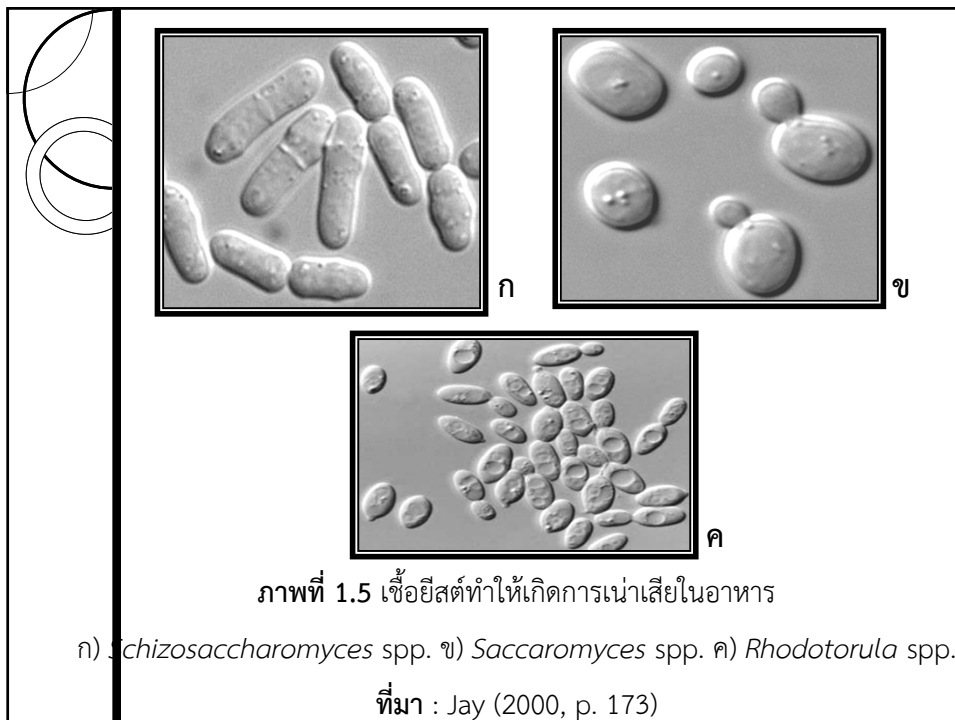 ก
ข
ค
ภาพที่ 1.5 เชื้อยีสต์ทำให้เกิดการเน่าเสียในอาหาร
ก) Schizosaccharomyces spp. ข) Saccaromyces spp. ค) Rhodotorula spp.
ที่มา : Jay (2000, p. 173)